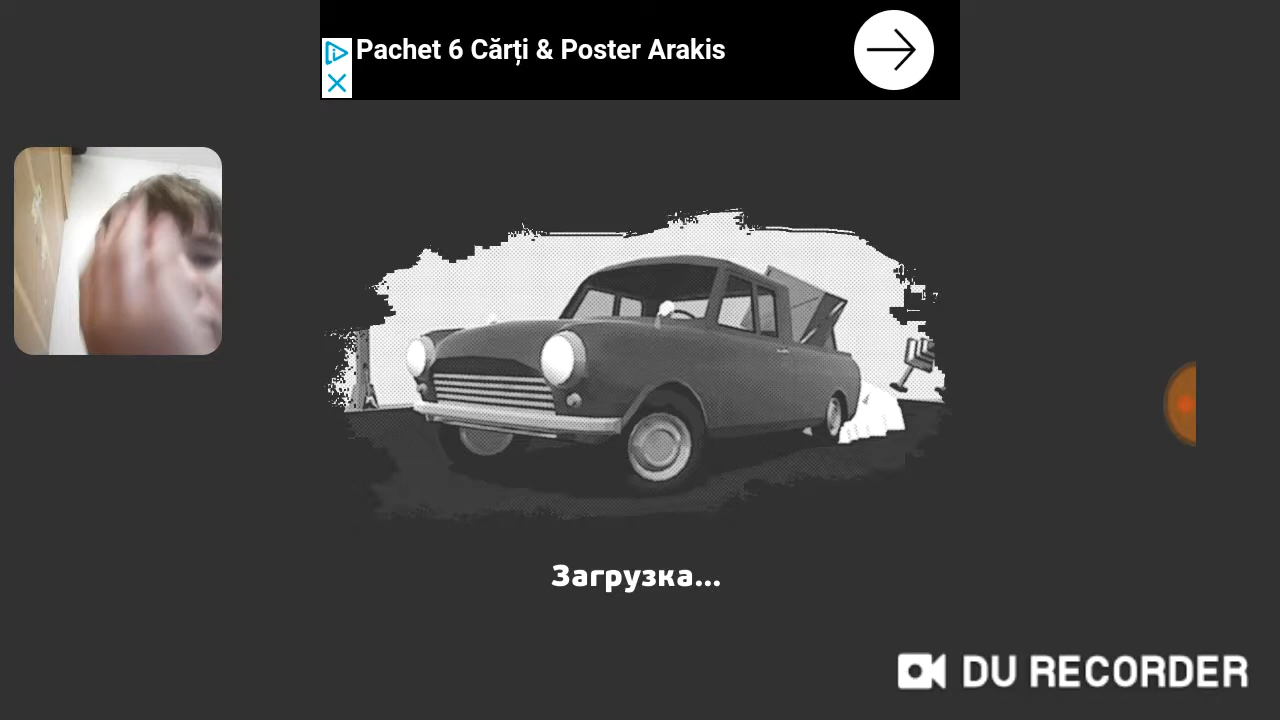 Pachet 6 Cărți & Poster Arakis
Загрузка...
DU RECORDER